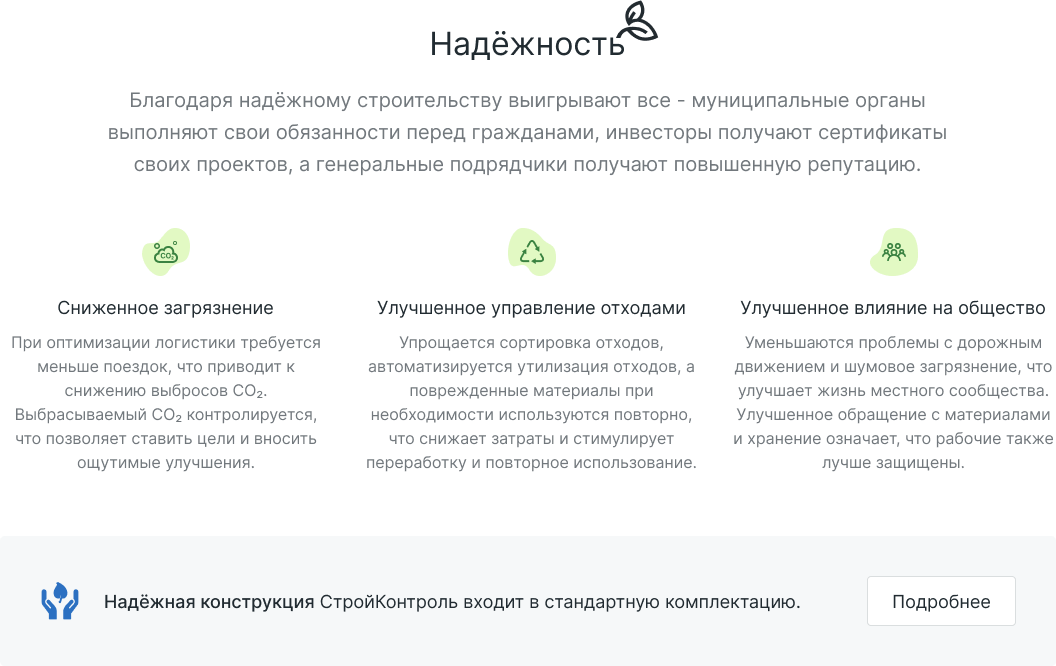 Надёжность
Благодаря надёжному строительству выигрывают все - муниципальные органы
выполняют свои обязанности перед гражданами, инвесторы получают сертификаты
своих проектов, а генеральные подрядчики получают повышенную репутацию.
CO₂
Сниженное загрязнение
При оптимизации логистики требуется
меньше поездок, что приводит к
снижению выбросов CO₂.
Выбрасываемый CO₂ контролируется,
что позволяет ставить цели и вносить
ощутимые улучшения.
Улучшенное управление отходами
Упрощается сортировка отходов,
автоматизируется утилизация отходов, а
поврежденные материалы при
необходимости используются повторно,
что снижает затраты и стимулирует
переработку и повторное использование.
Улучшенное влияние на общество
Уменьшаются проблемы с дорожным
движением и шумовое загрязнение, что
улучшает жизнь местного сообщества.
Улучшенное обращение с материалами
и хранение означает, что рабочие также
лучше защищены.
Надёжная конструкция СтройКонтроль входит в стандартную комплектацию.
Подробнее